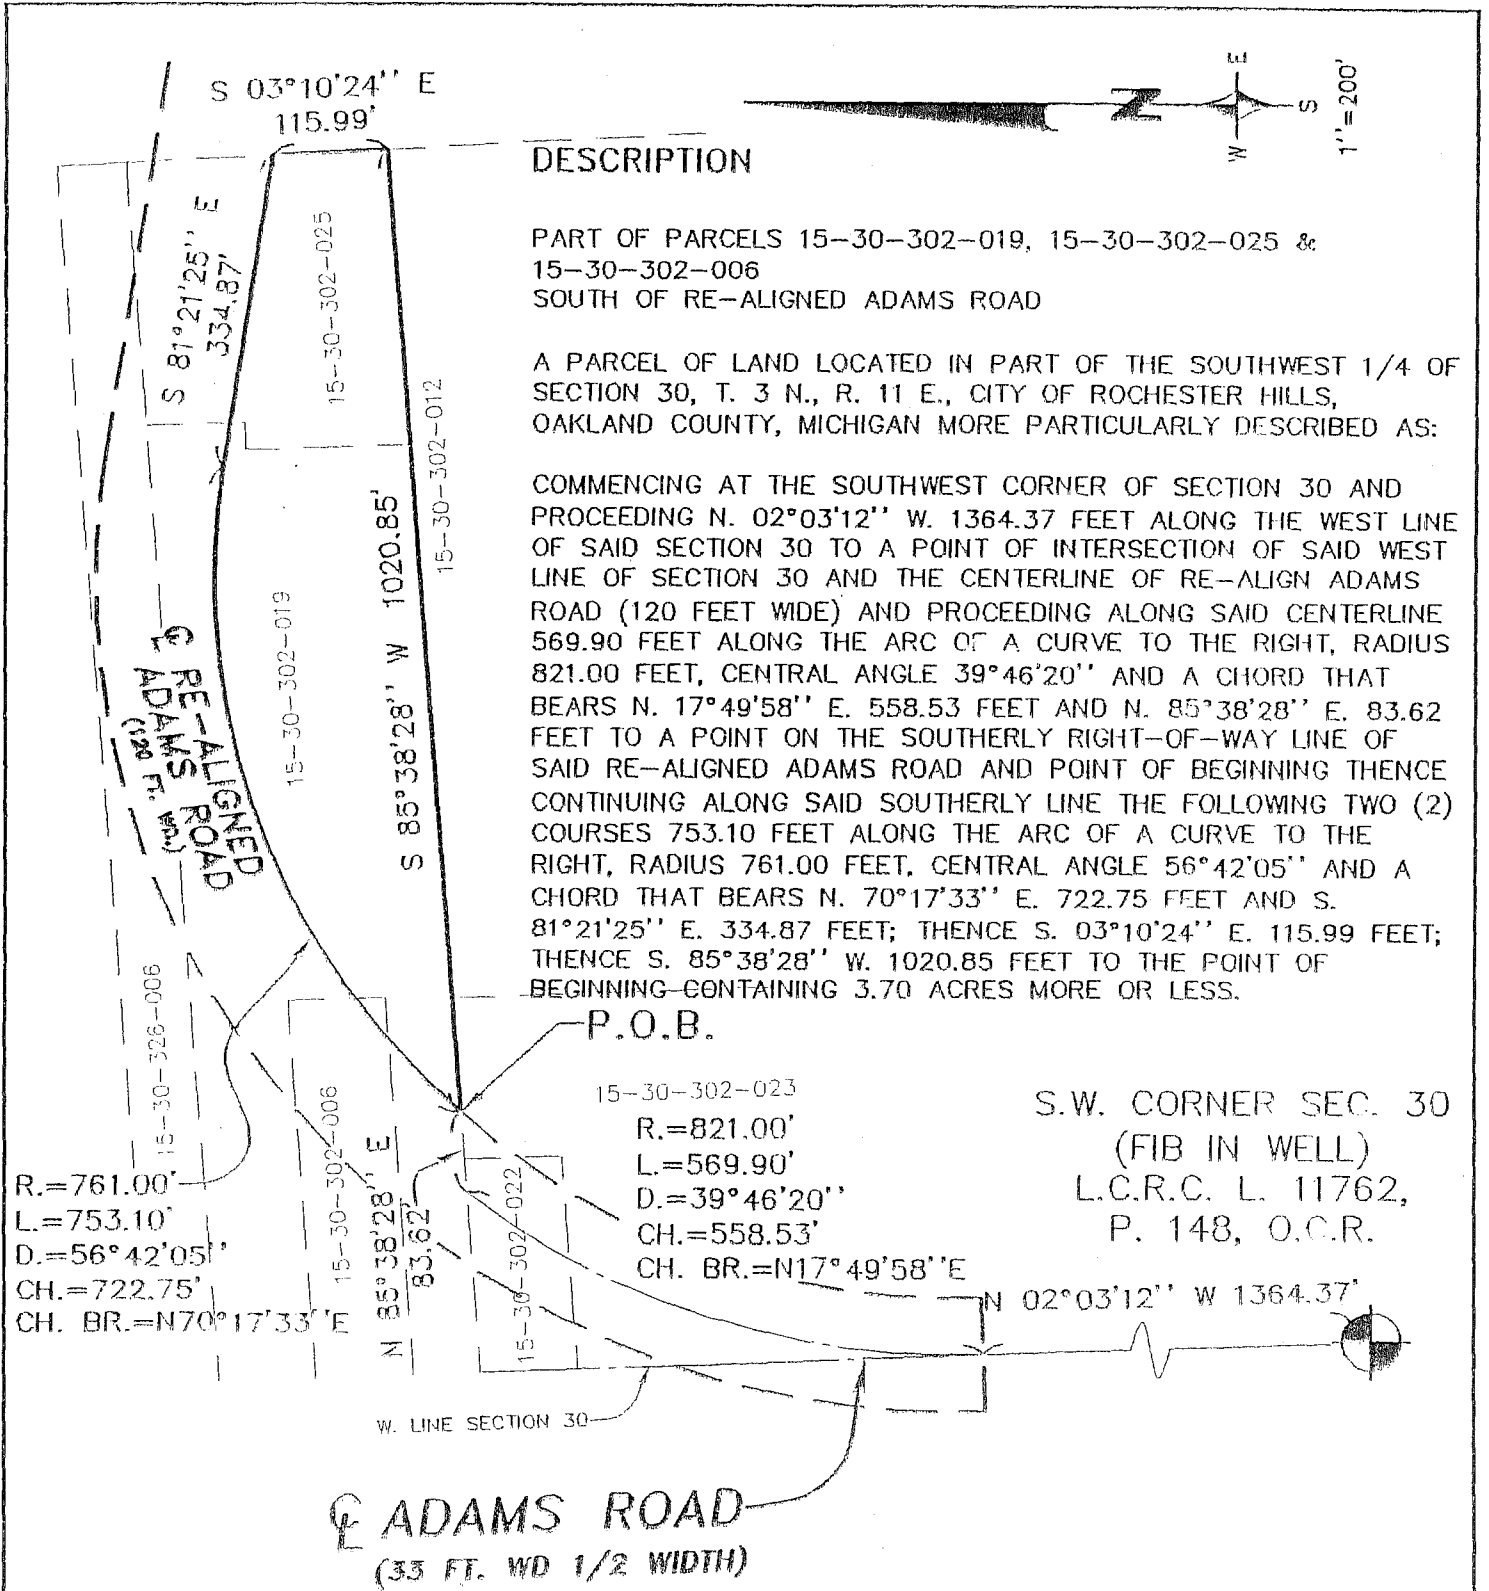 S 03°10'24'' E
115.99'
N
E
S
W
1''=200'
DESCRIPTION
PART OF PARCELS 15-30-302-019, 15-30-302-025 &
15-30-302-006
SOUTH OF RE-ALIGNED ADAMS ROAD
A PARCEL OF LAND LOCATED IN PART OF THE SOUTHWEST 1/4 OF
SECTION 30, T. 3 N., R. 11 E., CITY OF ROCHESTER HILLS,
OAKLAND COUNTY, MICHIGAN MORE PARTICULARLY DESCRIBED AS:
COMMENCING AT THE SOUTHWEST CORNER OF SECTION 30 AND
PROCEEDING N. 02°03'12'' W. 1364.37 FEET ALONG THE WEST LINE
OF SAID SECTION 30 TO A POINT OF INTERSECTION OF SAID WEST
LINE OF SECTION 30 AND THE CENTERLINE OF RE-ALIGN ADAMS
ROAD (120 FEET WIDE) AND PROCEEDING ALONG SAID CENTERLINE
569.90 FEET ALONG THE ARC OF A CURVE TO THE RIGHT, RADIUS
821.00 FEET, CENTRAL ANGLE 39°46'20'' AND A CHORD THAT
BEARS N. 17°49'58'' E. 558.53 FEET AND N. 85°38'28'' E. 83.62
FEET TO A POINT ON THE SOUTHERLY RIGHT-OF-WAY LINE OF
SAID RE-ALIGNED ADAMS ROAD AND POINT OF BEGINNING THENCE
CONTINUING ALONG SAID SOUTHERLY LINE THE FOLLOWING TWO (2)
COURSES 753.10 FEET ALONG THE ARC OF A CURVE TO THE
RIGHT, RADIUS 761.00 FEET, CENTRAL ANGLE 56°42'05'' AND A
CHORD THAT BEARS N. 70°17'33'' E. 722.75 FEET AND S.
81°21'25'' E. 334.87 FEET; THENCE S. 03°10'24'' E. 115.99 FEET;
THENCE S. 85°38'28'' W. 1020.85 FEET TO THE POINT OF
BEGINNING CONTAINING 3.70 ACRES MORE OR LESS.
S 81°21'25'' E
334.87'
15-30-302-025
15-30-302-012
S 85°38'28'' W 1020.85'
15-30-302-019
℄ RE-ALIGNED
ADAMS ROAD
(120 FT. WD.)
15-30-326-006
15-30-302-006
P.O.B.
15-30-302-023
R.=821.00'
L.=569.90'
D.=39°46'20''
CH.=558.53'
CH. BR.=N17°49'58''E
S.W. CORNER SEC. 30
(FIB IN WELL)
L.C.R.C. L. 11762,
P. 148, O.C.R.
R.=761.00'
L.=753.10'
D.=56°42'05''
CH.=722.75'
CH. BR.=N70°17'33''E
N 85°38'28'' E
83.62'
15-30-302-022
N 02°03'12'' W 1364.37'
W. LINE SECTION 30
℄ ADAMS ROAD
(33 FT. WD 1/2 WIDTH)